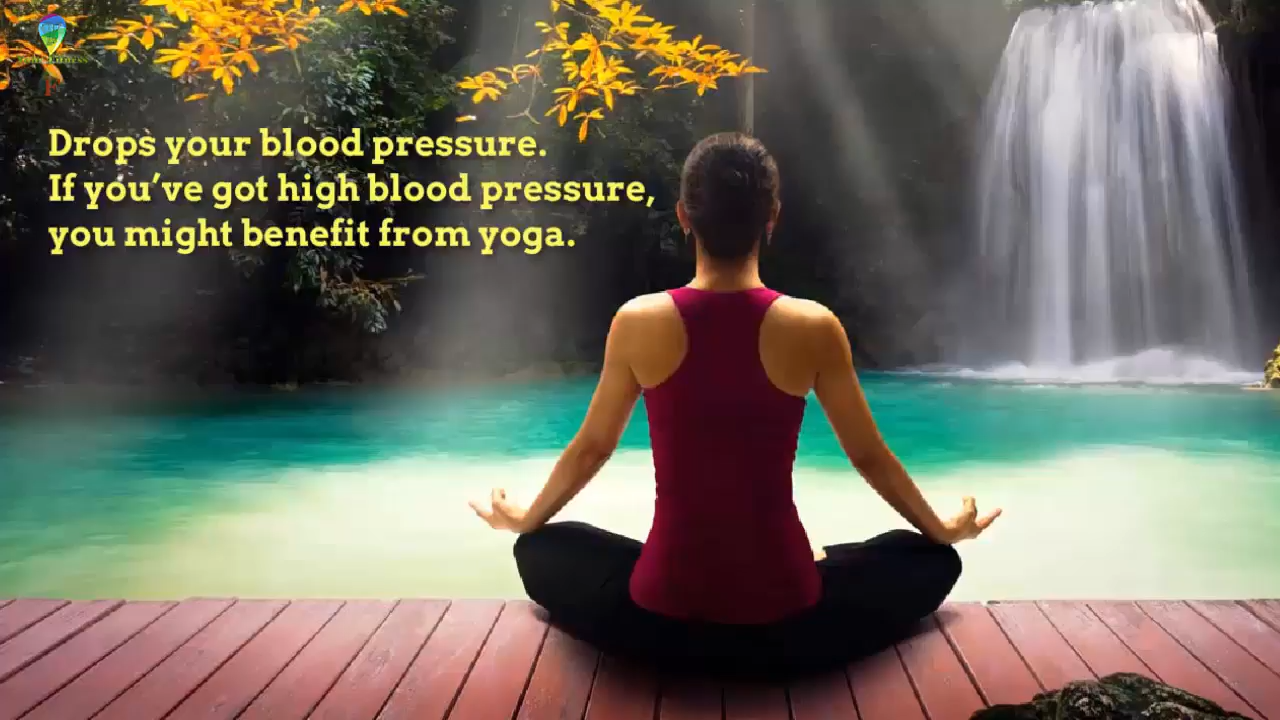 Drops your blood pressure.
If you’ve got high blood pressure,
you might benefit from yoga.